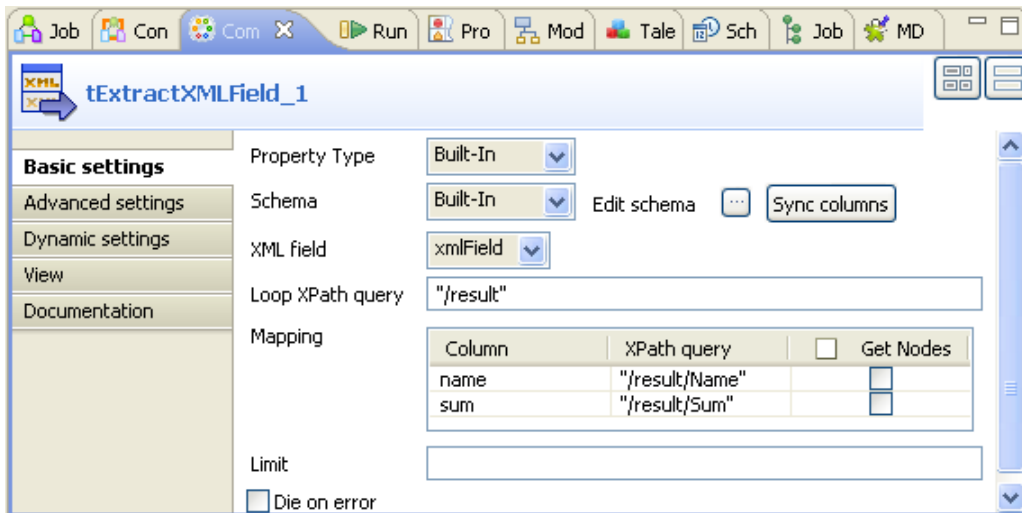 Job Con Com Run Pro Mod Tale Sch Job MD
XML
tExtractXMLField_1
Basic settings
Advanced settings
Dynamic settings
View
Documentation
Property Type Built-In
Schema Built-In Edit schema ... Sync columns
XML field xmlField
Loop XPath query "/result"
Mapping
Column XPath query Get Nodes
name "/result/Name"
sum "/result/Sum"
Limit
Die on error